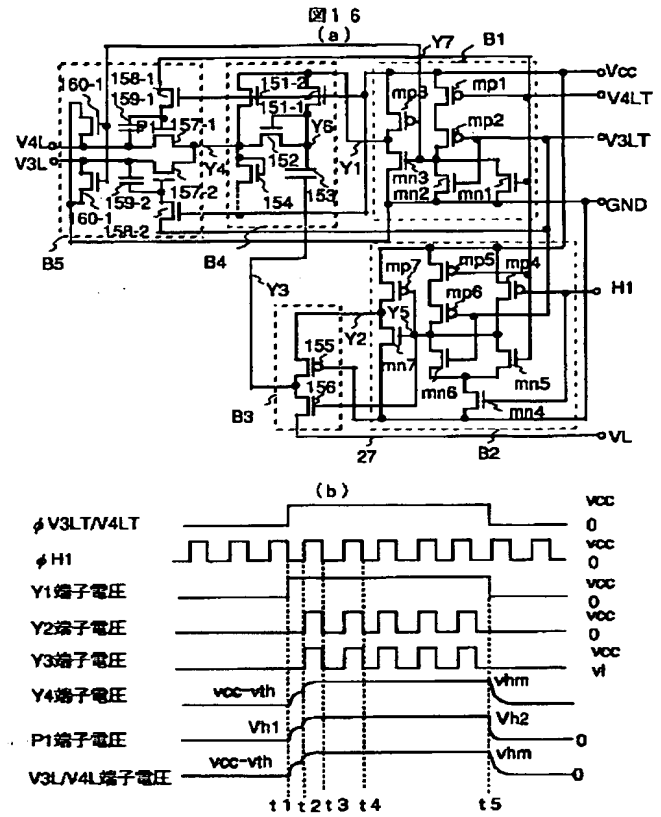 図16
(a)
Y7
B1
160-1
158-1
159-1
P1
157-1
151-2
151-1
Y6
mp3
mp1
Vcc
V4LT
mp2
V3LT
V4L
V3L
Y4
152
153
Y1
mn3
mn2
mn1
160-1
159-2
157-2
158-2
154
GND
B5
B4
Y3
mp7
mp5
mp4
H1
Y5
mp6
Y2
155
mn7
mn6
mn5
156
mn4
B3
27
B2
VL
(b)
φV3LT/V4LT
vcc
0
φH1
vcc
0
Y1端子電圧
vcc
0
Y2端子電圧
vcc
0
Y3端子電圧
vcc
vl
Y4端子電圧
vcc-vth
vhm
P1端子電圧
Vh1
Vh2
0
V3L/V4L端子電圧
vcc-vth
vhm
0
t1 t2 t3 t4 t5